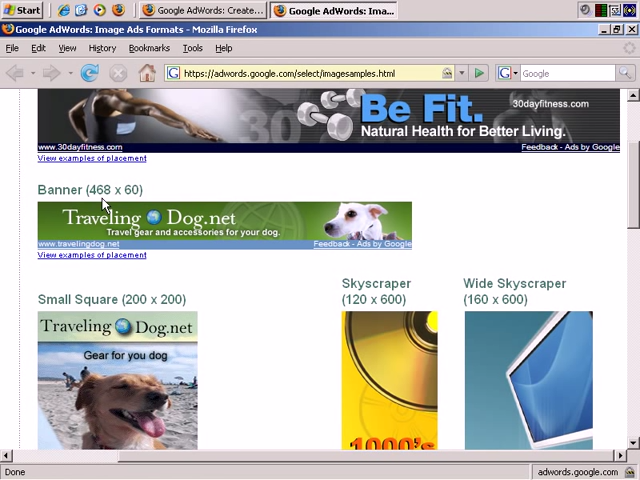 Start
Google AdWords: Create...
Google AdWords: Ima...
Google AdWords: Image Ads Formats - Mozilla Firefox
File Edit View History Bookmarks Tools Help
https://adwords.google.com/select/imagesamples.html
Google
30
Be Fit.
30dayfitness.com
Natural Health for Better Living.
www.30dayfitness.com
Feedback - Ads by Google
View examples of placement
Banner (468 x 60)
Traveling Dog.net
Travel gear and accessories for your dog.
www.travelingdog.net
Feedback - Ads by Google
View examples of placement
Small Square (200 x 200)
Skyscraper
(120 x 600)
Wide Skyscraper
(160 x 600)
Traveling Dog.net
Gear for you dog
1000's
Done
adwords.google.com